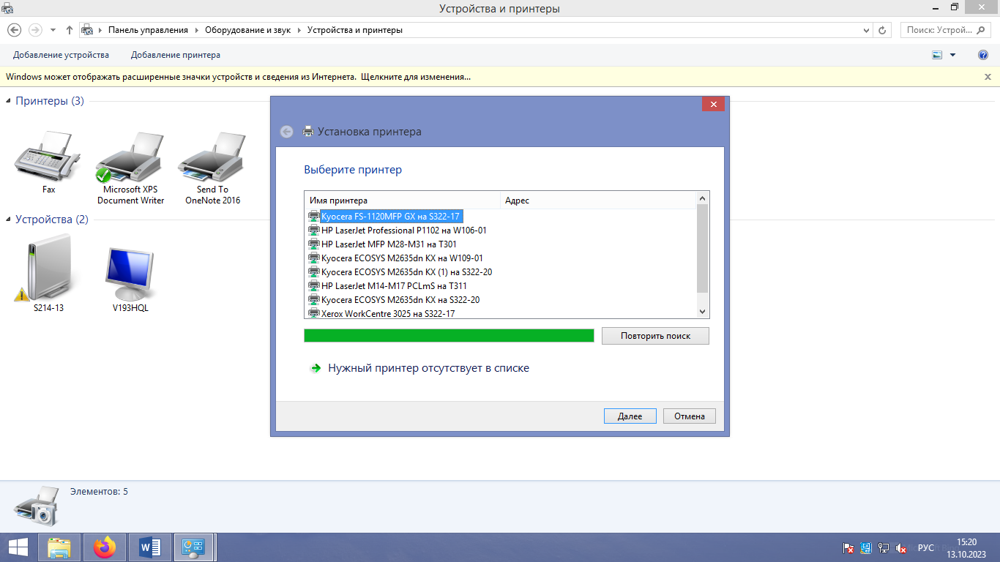 Устройства и принтеры
Панель управления Оборудование и звук Устройства и принтеры
Поиск: Устрой...
Добавление устройства Добавление принтера
Windows может отображать расширенные значки устройств и сведения из Интернета. Щелкните для изменения...
Принтеры (3)
Fax
Microsoft XPS
Document Writer
Send To
OneNote 2016
Устройства (2)
S214-13
V193HQL
Установка принтера
Выберите принтер
Имя принтера Адрес
Kyocera FS-1120MFP GX на S322-17
HP LaserJet Professional P1102 на W106-01
HP LaserJet MFP M28-M31 на T301
Kyocera ECOSYS M2635dn KX на W109-01
Kyocera ECOSYS M2635dn KX (1) на S322-20
HP LaserJet M14-M17 PCLmS на T311
Kyocera ECOSYS M2635dn KX на S322-20
Xerox WorkCentre 3025 на S322-17
Повторить поиск
Нужный принтер отсутствует в списке
Далее Отмена
Элементов: 5
РУС
15:20
13.10.2023